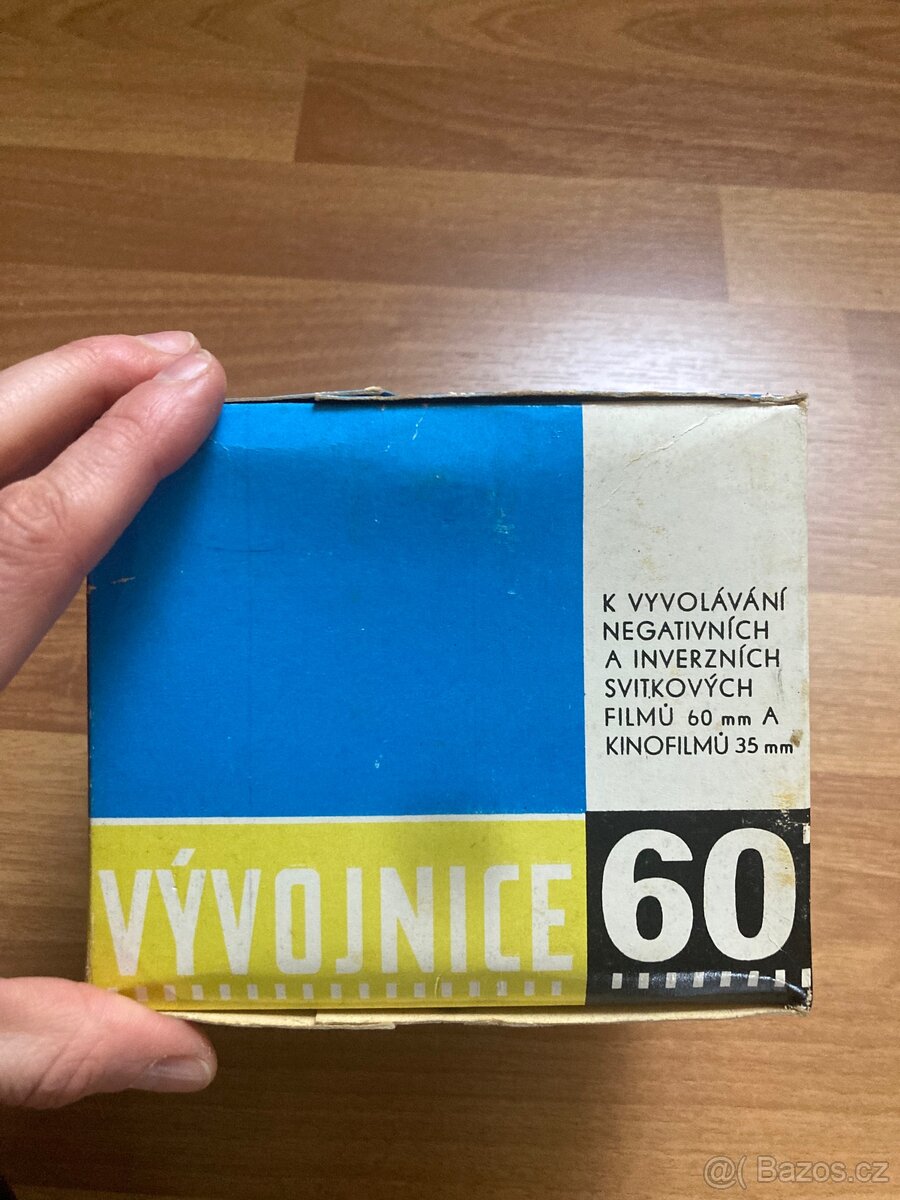 K VYVOLÁVÁNÍ
NEGATIVNÍCH
A INVERZNÍCH
SVITKOVÝCH
FILMŮ 60 mm A
KINOFILMŮ 35 mm
VÝVOJNICE 60
@( Bazos.cz